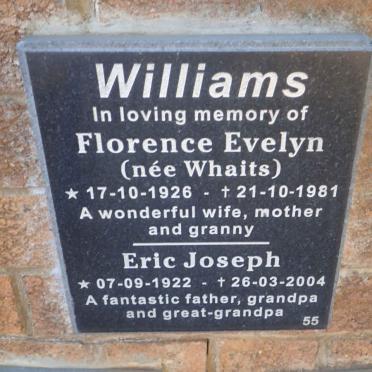 Williams
In loving memory of
Florence Evelyn
(née Whaits)
★ 17-10-1926 - † 21-10-1981
A wonderful wife, mother
and granny
Eric Joseph
★ 07-09-1922 - † 26-03-2004
A fantastic father, grandpa
and great-grandpa
55